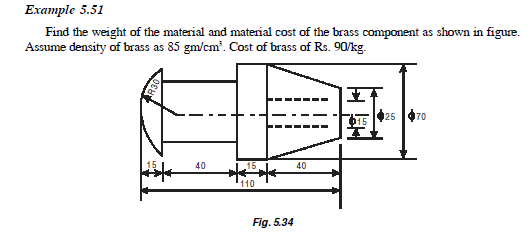 Example 5.51
Find the weight of the material and material cost of the brass component as shown in figure.
Assume density of brass as 85 gm/cm³. Cost of brass of Rs. 90/kg.
R30
ϕ15 ϕ25 ϕ70
15 40 15 40
110
Fig. 5.34